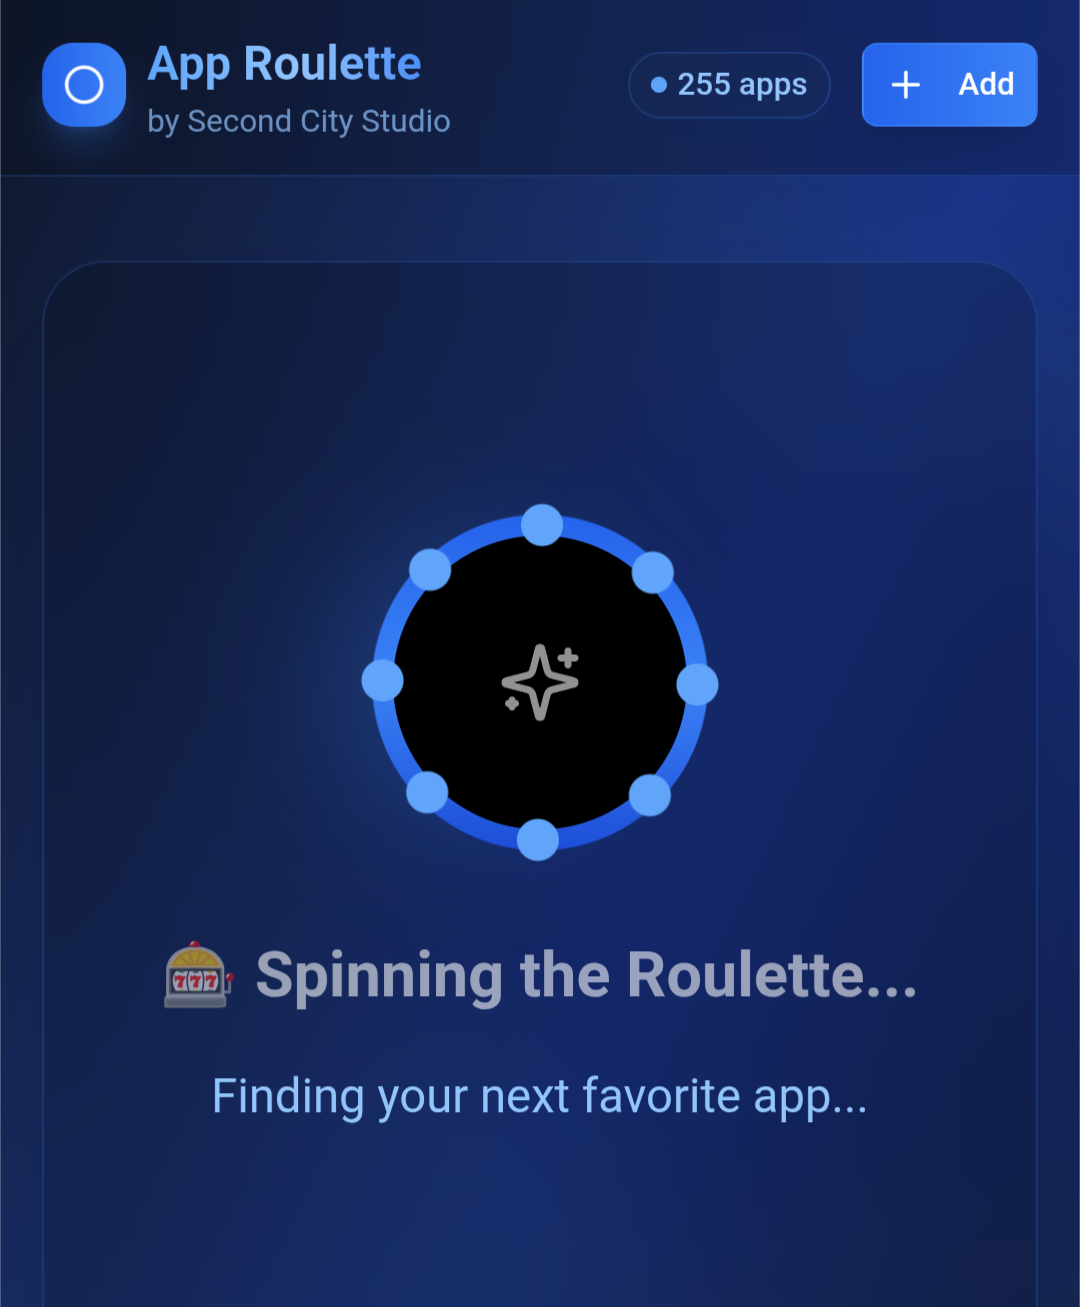 App Roulette
by Second City Studio
255 apps
Add
🎰 Spinning the Roulette...
Finding your next favorite app...